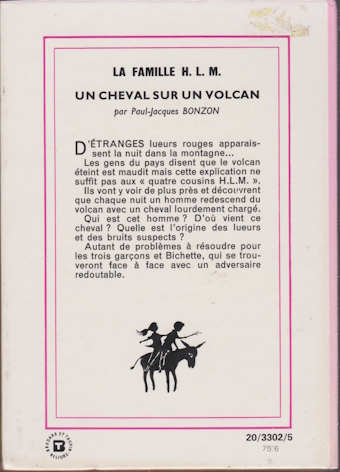 LA FAMILLE H. L. M.
UN CHEVAL SUR UN VOLCAN
par Paul-Jacques BONZON
D'ÉTRANGES lueurs rouges apparais-
sent la nuit dans la montagne...
Les gens du pays disent que le volcan
éteint est maudit mais cette explication ne
suffit pas aux « quatre cousins H.L.M. ».
Ils vont y voir de plus près et découvrent
que chaque nuit un homme redescend du
volcan avec un cheval lourdement chargé.
Qui est cet homme ? D'où vient ce
cheval ? Quelle est l'origine des lueurs
et des bruits suspects ?
Autant de problèmes à résoudre pour
les trois garçons et Bichette, qui se trou-
veront face à face avec un adversaire
redoutable.
20/3302/5
75.6